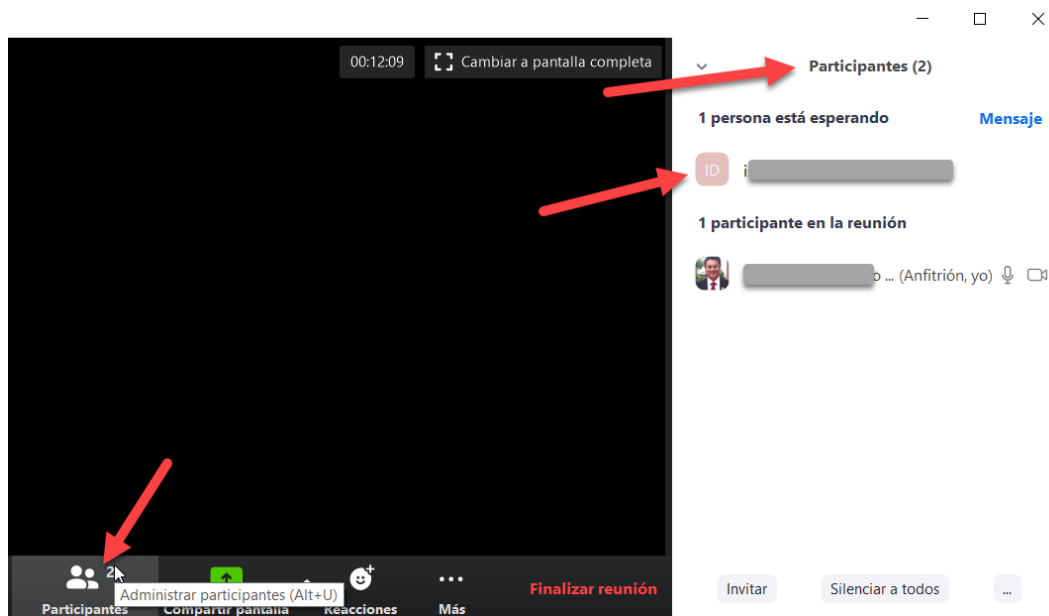 00:12:09
Cambiar a pantalla completa
Participantes (2)
1 persona está esperando
Mensaje
ID
i
1 participante en la reunión
o ... (Anfitrión, yo)
2
Administrar participantes (Alt+U)
Participantes
Compartir pantalla
Reacciones
Más
Finalizar reunión
Invitar
Silenciar a todos
...